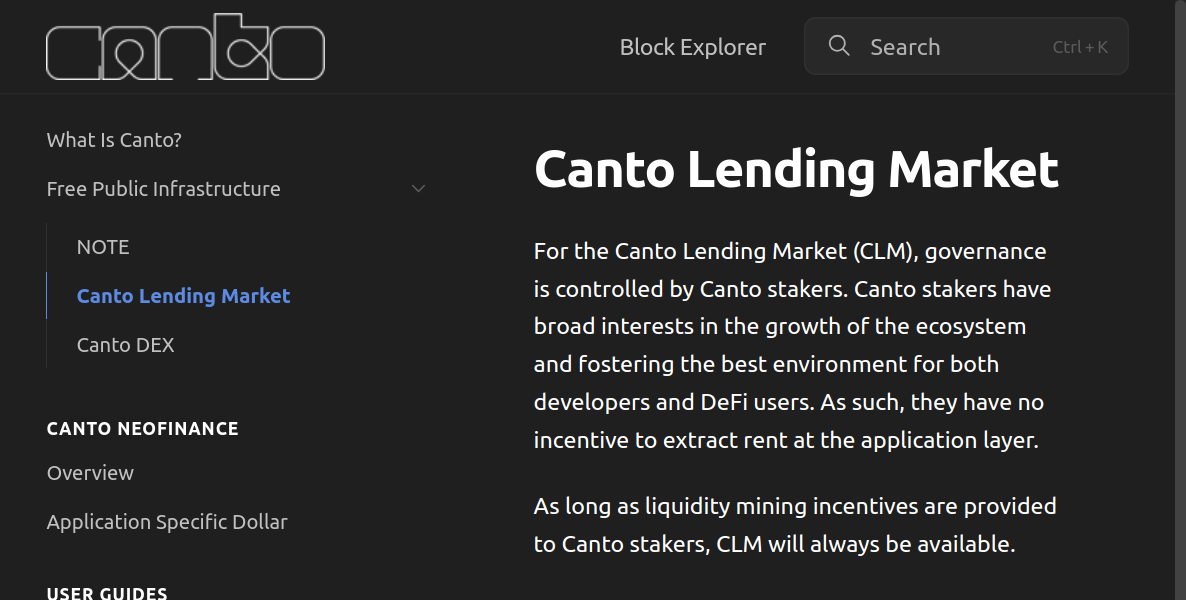 canto
Block Explorer
Search
Ctrl + K
What Is Canto?
Free Public Infrastructure
NOTE
Canto Lending Market
Canto DEX
CANTO NEOFINANCE
Overview
Application Specific Dollar
USER GUIDES
Canto Lending Market
For the Canto Lending Market (CLM), governance
is controlled by Canto stakers. Canto stakers have
broad interests in the growth of the ecosystem
and fostering the best environment for both
developers and DeFi users. As such, they have no
incentive to extract rent at the application layer.
As long as liquidity mining incentives are provided
to Canto stakers, CLM will always be available.